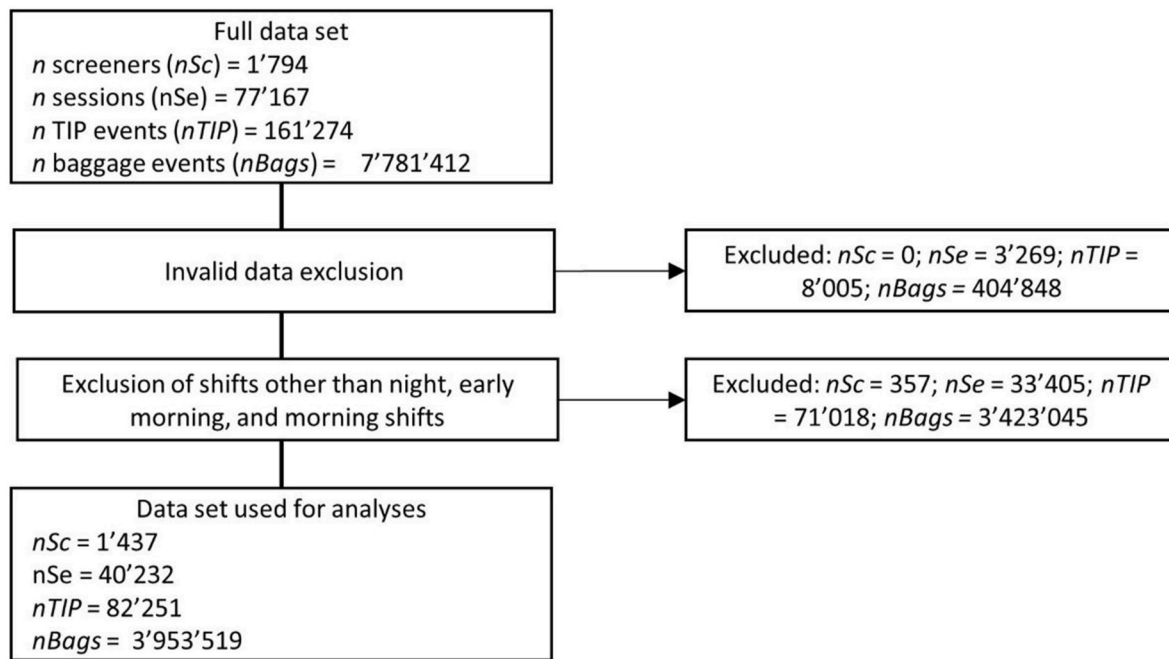 Full data set
n screeners (nSc) = 1’794
n sessions (nSe) = 77’167
n TIP events (nTIP) = 161’274
n baggage events (nBags) = 7’781’412
Invalid data exclusion
Excluded: nSc = 0; nSe = 3’269; nTIP =
8’005; nBags = 404’848
Exclusion of shifts other than night, early
morning, and morning shifts
Excluded: nSc = 357; nSe = 33’405; nTIP
= 71’018; nBags = 3’423’045
Data set used for analyses
nSc = 1’437
nSe = 40’232
nTIP = 82’251
nBags = 3’953’519